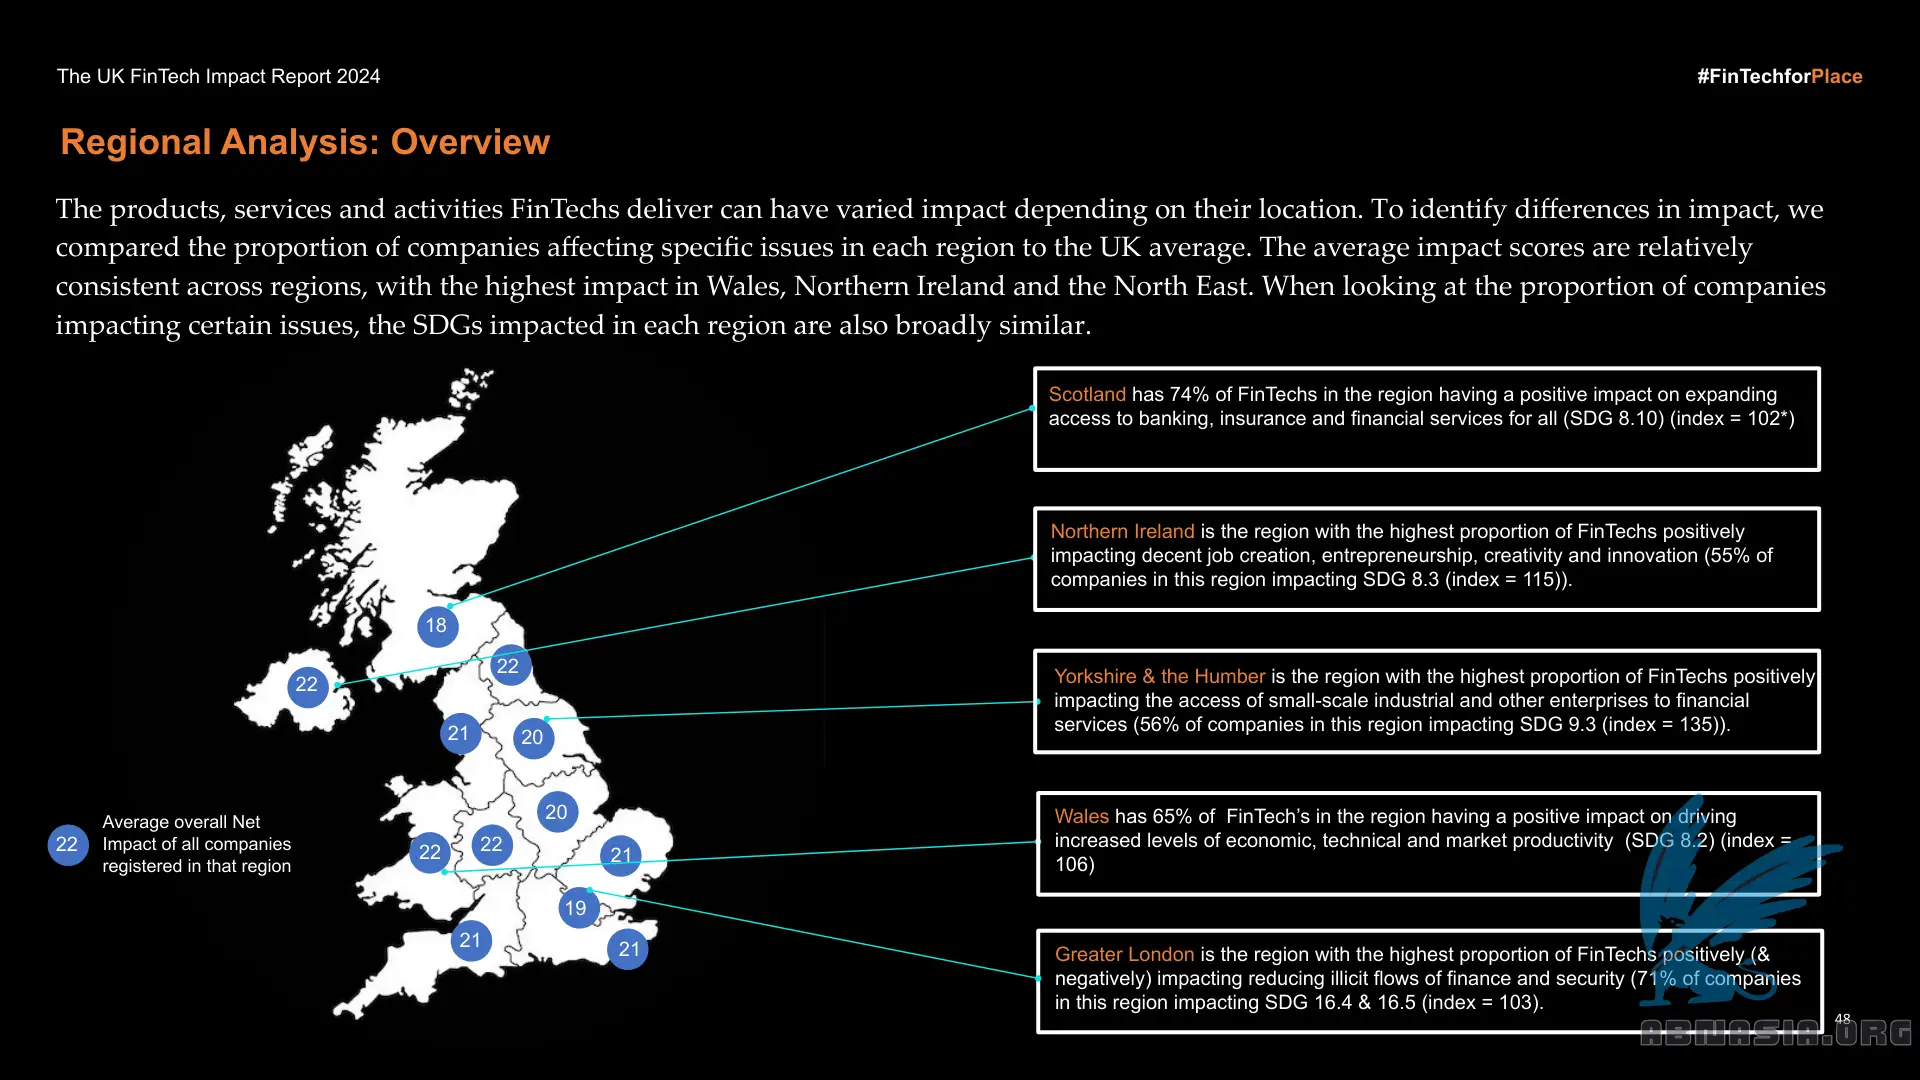 The UK FinTech Impact Report 2024
#FinTechforPlace
Regional Analysis: Overview
The products, services and activities FinTechs deliver can have varied impact depending on their location. To identify differences in impact, we
compared the proportion of companies affecting specific issues in each region to the UK average. The average impact scores are relatively
consistent across regions, with the highest impact in Wales, Northern Ireland and the North East. When looking at the proportion of companies
impacting certain issues, the SDGs impacted in each region are also broadly similar.
18
22
22
21
20
20
22
22
21
19
21
21
22
Average overall Net
Impact of all companies
registered in that region
Scotland has 74% of FinTechs in the region having a positive impact on expanding
access to banking, insurance and financial services for all (SDG 8.10) (index = 102*)
Northern Ireland is the region with the highest proportion of FinTechs positively
impacting decent job creation, entrepreneurship, creativity and innovation (55% of
companies in this region impacting SDG 8.3 (index = 115)).
Yorkshire & the Humber is the region with the highest proportion of FinTechs positively
impacting the access of small-scale industrial and other enterprises to financial
services (56% of companies in this region impacting SDG 9.3 (index = 135)).
Wales has 65% of  FinTech's in the region having a positive impact on driving
increased levels of economic, technical and market productivity  (SDG 8.2) (index =
106)
Greater London is the region with the highest proportion of FinTechs positively (&
negatively) impacting reducing illicit flows of finance and security (71% of companies
in this region impacting SDG 16.4 & 16.5 (index = 103).
48
ABNASIA.ORG